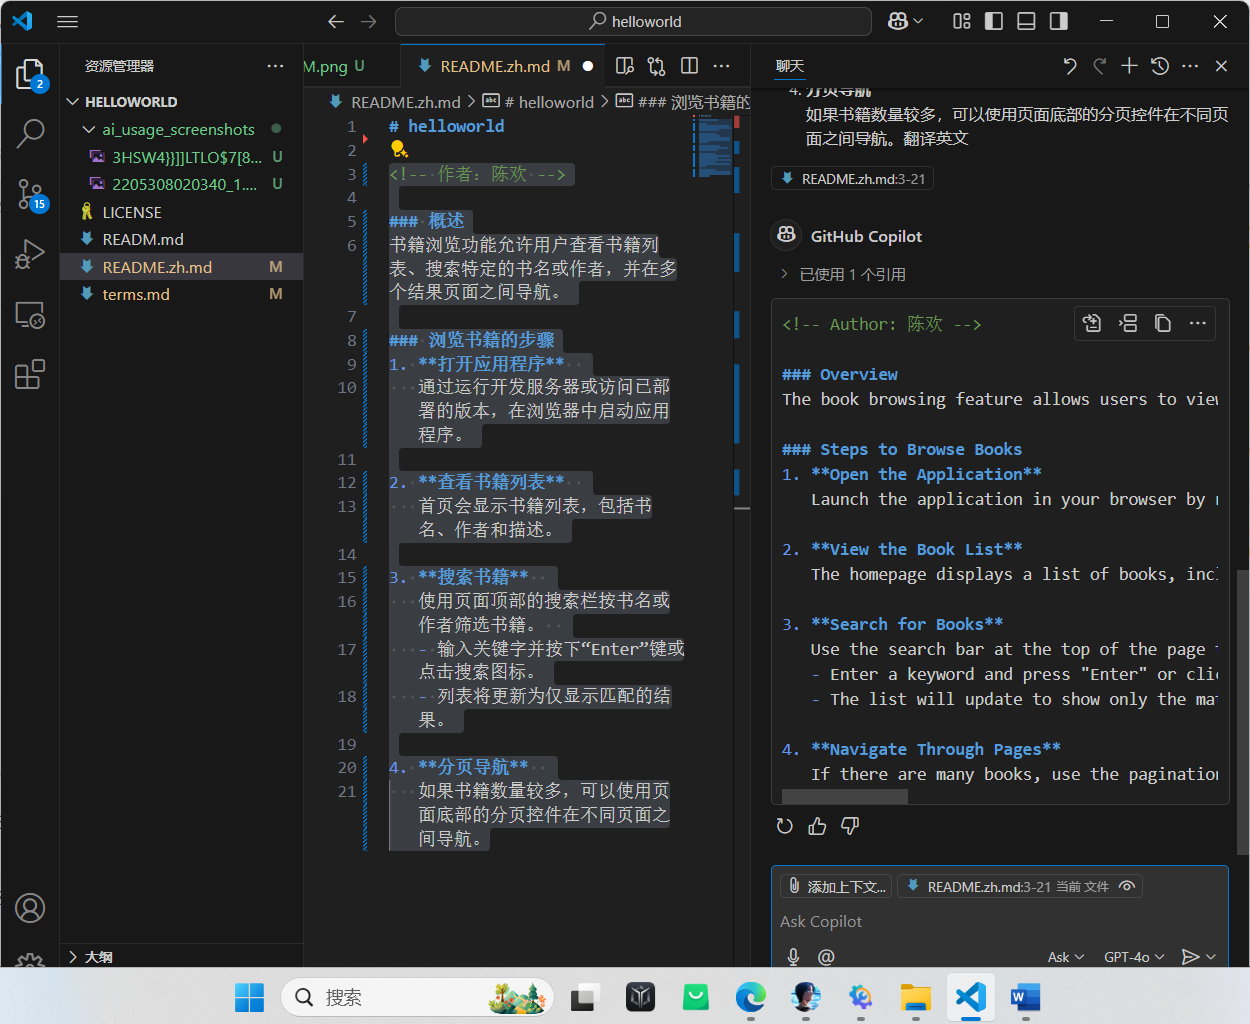 helloworld
资源管理器
M.png U
README.zh.md M
聊天
HELLOWORLD
ai_usage_screenshots
3HSW4}}]]LTLO$7[8... U
2205308020340_1.... U
LICENSE
READM.md
README.zh.md M
terms.md M
大纲
2
15
README.zh.md > # helloworld > ### 浏览书籍的
1 # helloworld
2
3 <!-- 作者：陈欢 -->
4
5 ### 概述
6 书籍浏览功能允许用户查看书籍列
表、搜索特定的书名或作者，并在多
个结果页面之间导航。
7
8 ### 浏览书籍的步骤
9 1. **打开应用程序**
10 通过运行开发服务器或访问已部
署的版本，在浏览器中启动应用
程序。
11
12 2. **查看书籍列表**
13 首页会显示书籍列表，包括书
名、作者和描述。
14
15 3. **搜索书籍**
16 使用页面顶部的搜索栏按书名或
作者筛选书籍。
17 - 输入关键字并按下“Enter”键或
点击搜索图标。
18 - 列表将更新为仅显示匹配的结
果。
19
20 4. **分页导航**
21 如果书籍数量较多，可以使用页
面底部的分页控件在不同页面之
间导航。
4. 分页导航
如果书籍数量较多，可以使用页面底部的分页控件在不同页
面之间导航。翻译英文
README.zh.md:3-21
GitHub Copilot
已使用 1 个引用
<!-- Author: 陈欢 -->
### Overview
The book browsing feature allows users to view
### Steps to Browse Books
1. **Open the Application**
Launch the application in your browser by
2. **View the Book List**
The homepage displays a list of books, incl
3. **Search for Books**
Use the search bar at the top of the page
- Enter a keyword and press "Enter" or clic
- The list will update to show only the mat
4. **Navigate Through Pages**
If there are many books, use the pagination
添加上下文...
README.zh.md:3-21 当前 文件
Ask Copilot
@
Ask
GPT-4o
搜索